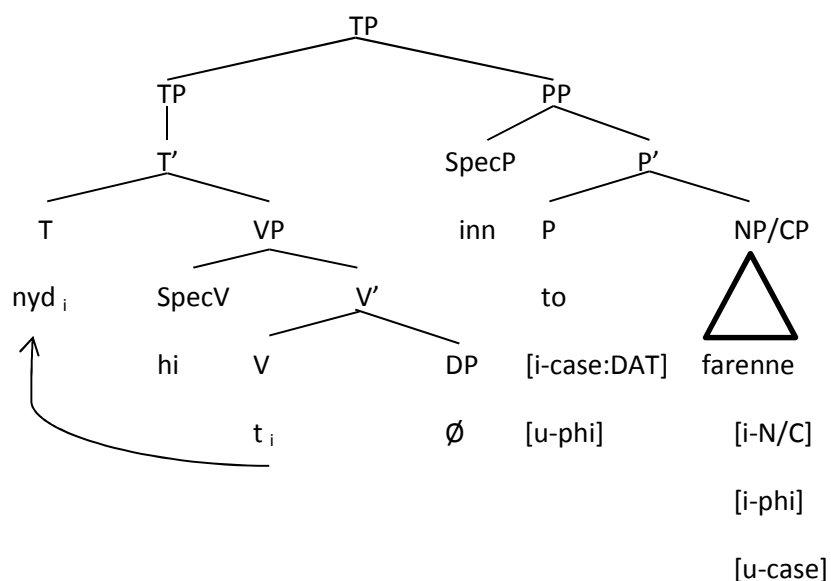 TP
TP PP
T’ SpecP P’
T VP inn P NP/CP
nyd i SpecV V’ to
hi V DP [i-case:DAT] farenne
t i Ø [u-phi] [i-N/C]
[i-phi]
[u-case]